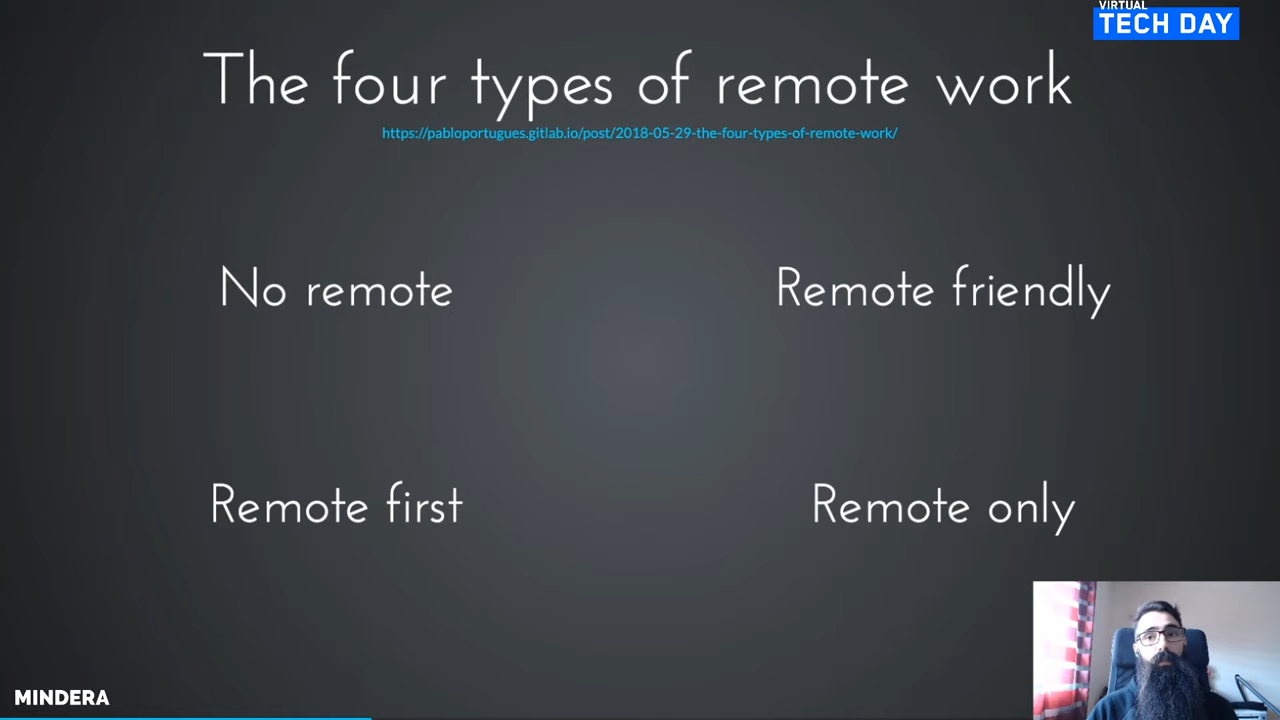 VIRTUAL
TECH DAY
The four types of remote work
https://pabloportugues.gitlab.io/post/2018-05-29-the-four-types-of-remote-work/
No remote
Remote friendly
Remote first
Remote only
MINDERA